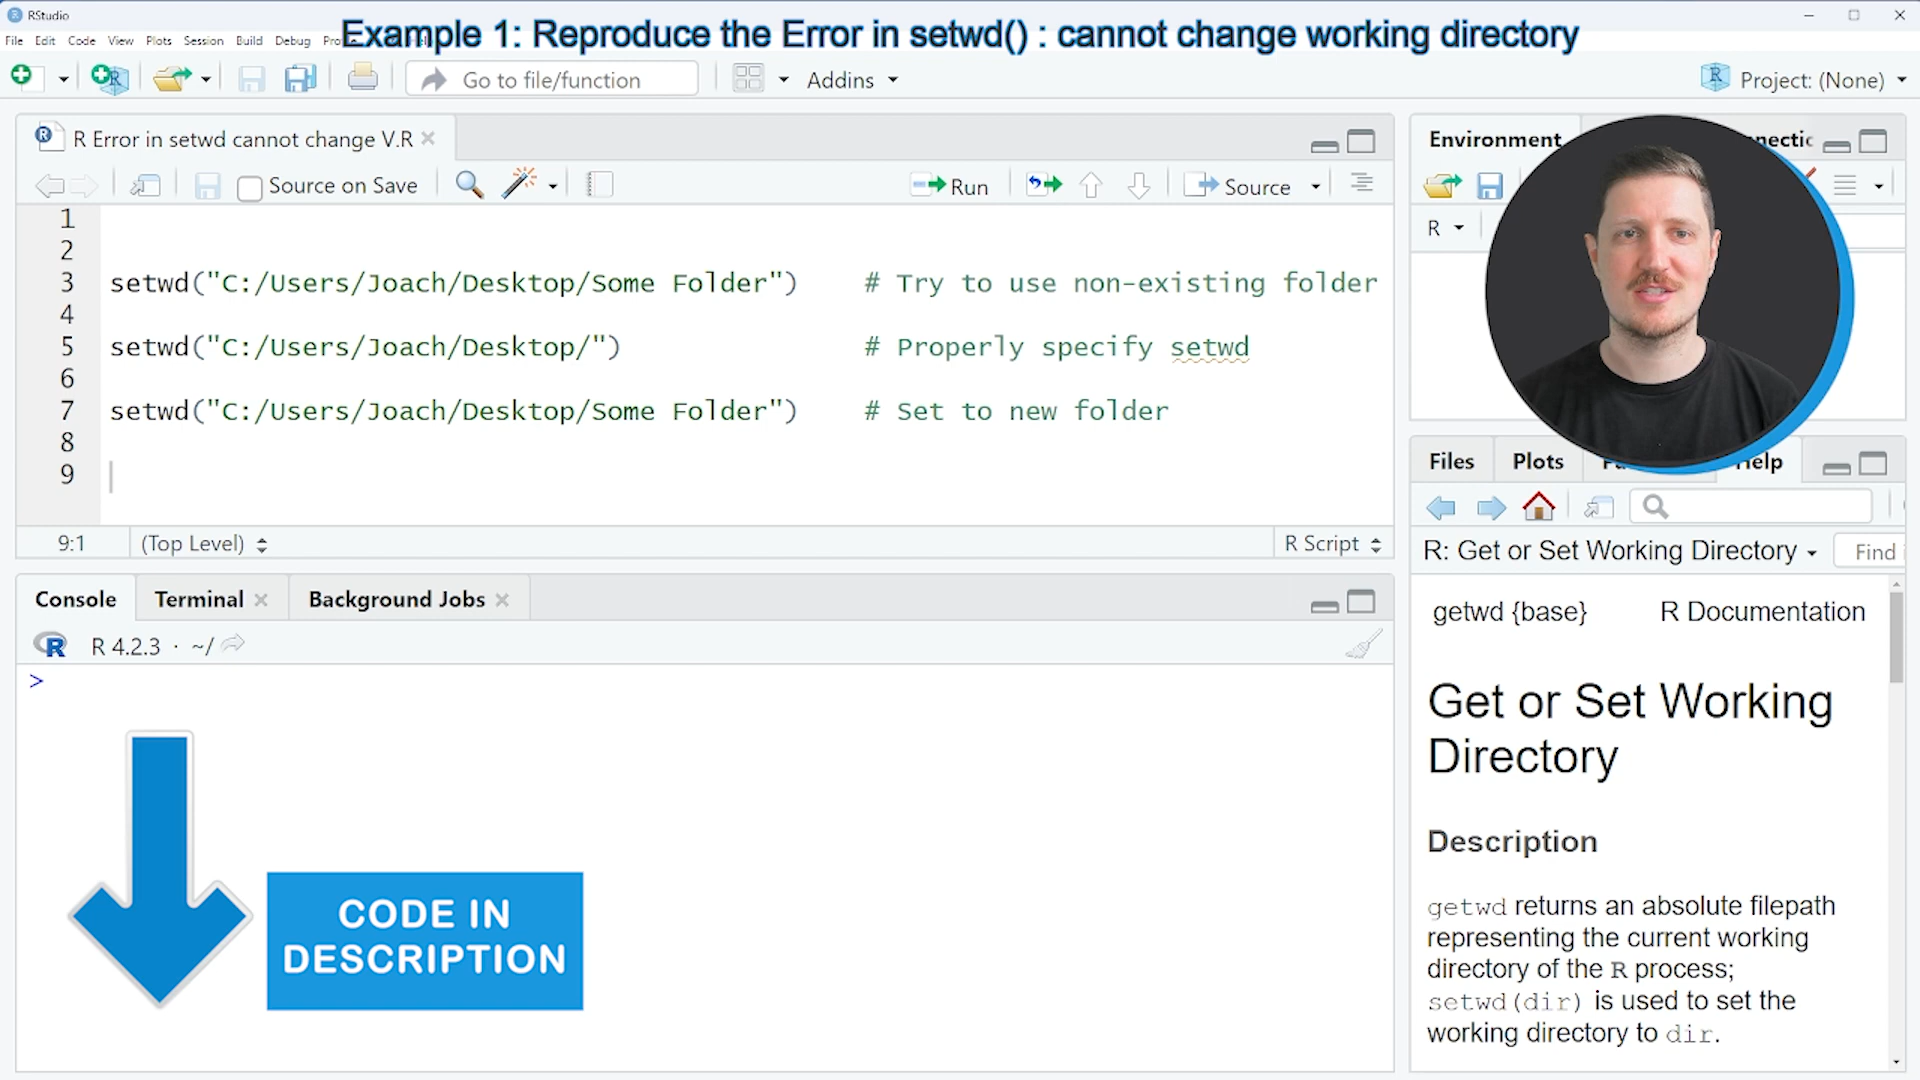 RStudio
Example 1: Reproduce the Error in setwd() : cannot change working directory
File Edit Code View Plots Session Build Debug
Go to file/function
Addins
Project: (None)
R Error in setwd cannot change V.R
Source on Save
Run
Source
1
2
3 setwd("C:/Users/Joach/Desktop/Some Folder") # Try to use non-existing folder
4
5 setwd("C:/Users/Joach/Desktop/") # Properly specify setwd
6
7 setwd("C:/Users/Joach/Desktop/Some Folder") # Set to new folder
8
9
9:1 (Top Level) R Script
Console Terminal Background Jobs
R 4.2.3 · ~/
>
CODE IN
DESCRIPTION
Environment
R
Files Plots Help
R: Get or Set Working Directory Find
getwd {base} R Documentation
Get or Set Working
Directory
Description
getwd returns an absolute filepath
representing the current working
directory of the R process;
setwd(dir) is used to set the
working directory to dir.